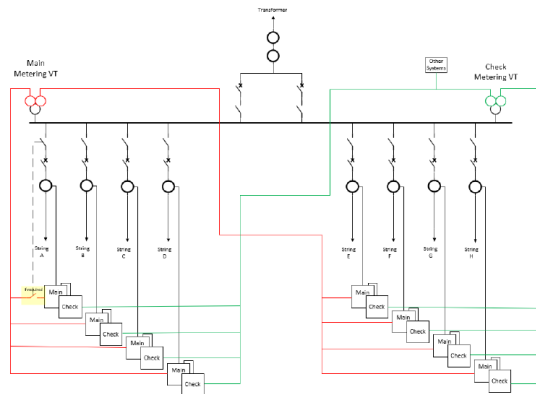 Transformer
Main
Metering VT
Other
Systems
Check
Metering VT
String
A
String
B
String
C
String
D
String
E
String
F
String
G
String
H
Main
Check
Main
Check
Main
Check
Main
Check
Main
Check
Main
Check
Main
Check
Main
Check